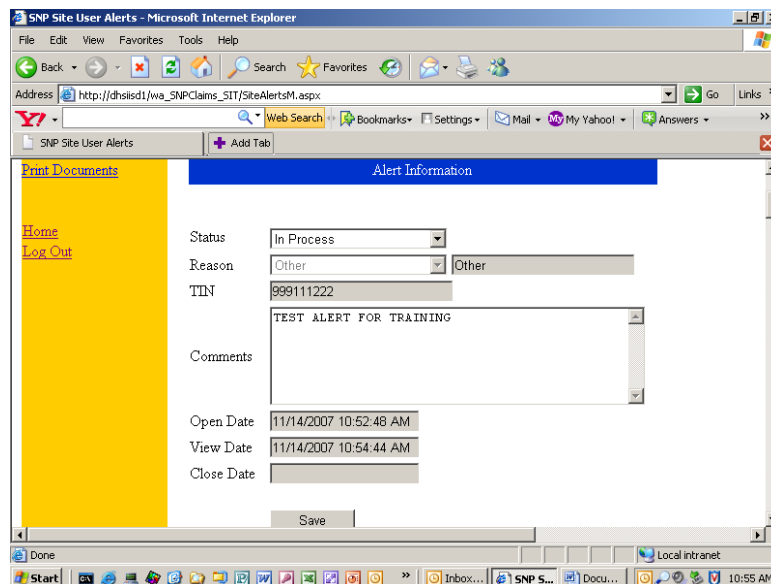 SNP Site User Alerts - Microsoft Internet Explorer
File Edit View Favorites Tools Help
Back Search Favorites
Address http://dhsiisd1/wa_SNPClaims_SIT/SiteAlertsM.aspx Go Links
Y! Web Search Bookmarks Settings Mail My Yahoo! Answers »
SNP Site User Alerts Add Tab
Print Documents
Alert Information
Home
Log Out
Status In Process
Reason Other Other
TIN 999111222
TEST ALERT FOR TRAINING
Comments
Open Date 11/14/2007 10:52:48 AM
View Date 11/14/2007 10:54:44 AM
Close Date
Save
Done Local intranet
Start » Inbox... SNP S... Docu... 10:55 AM